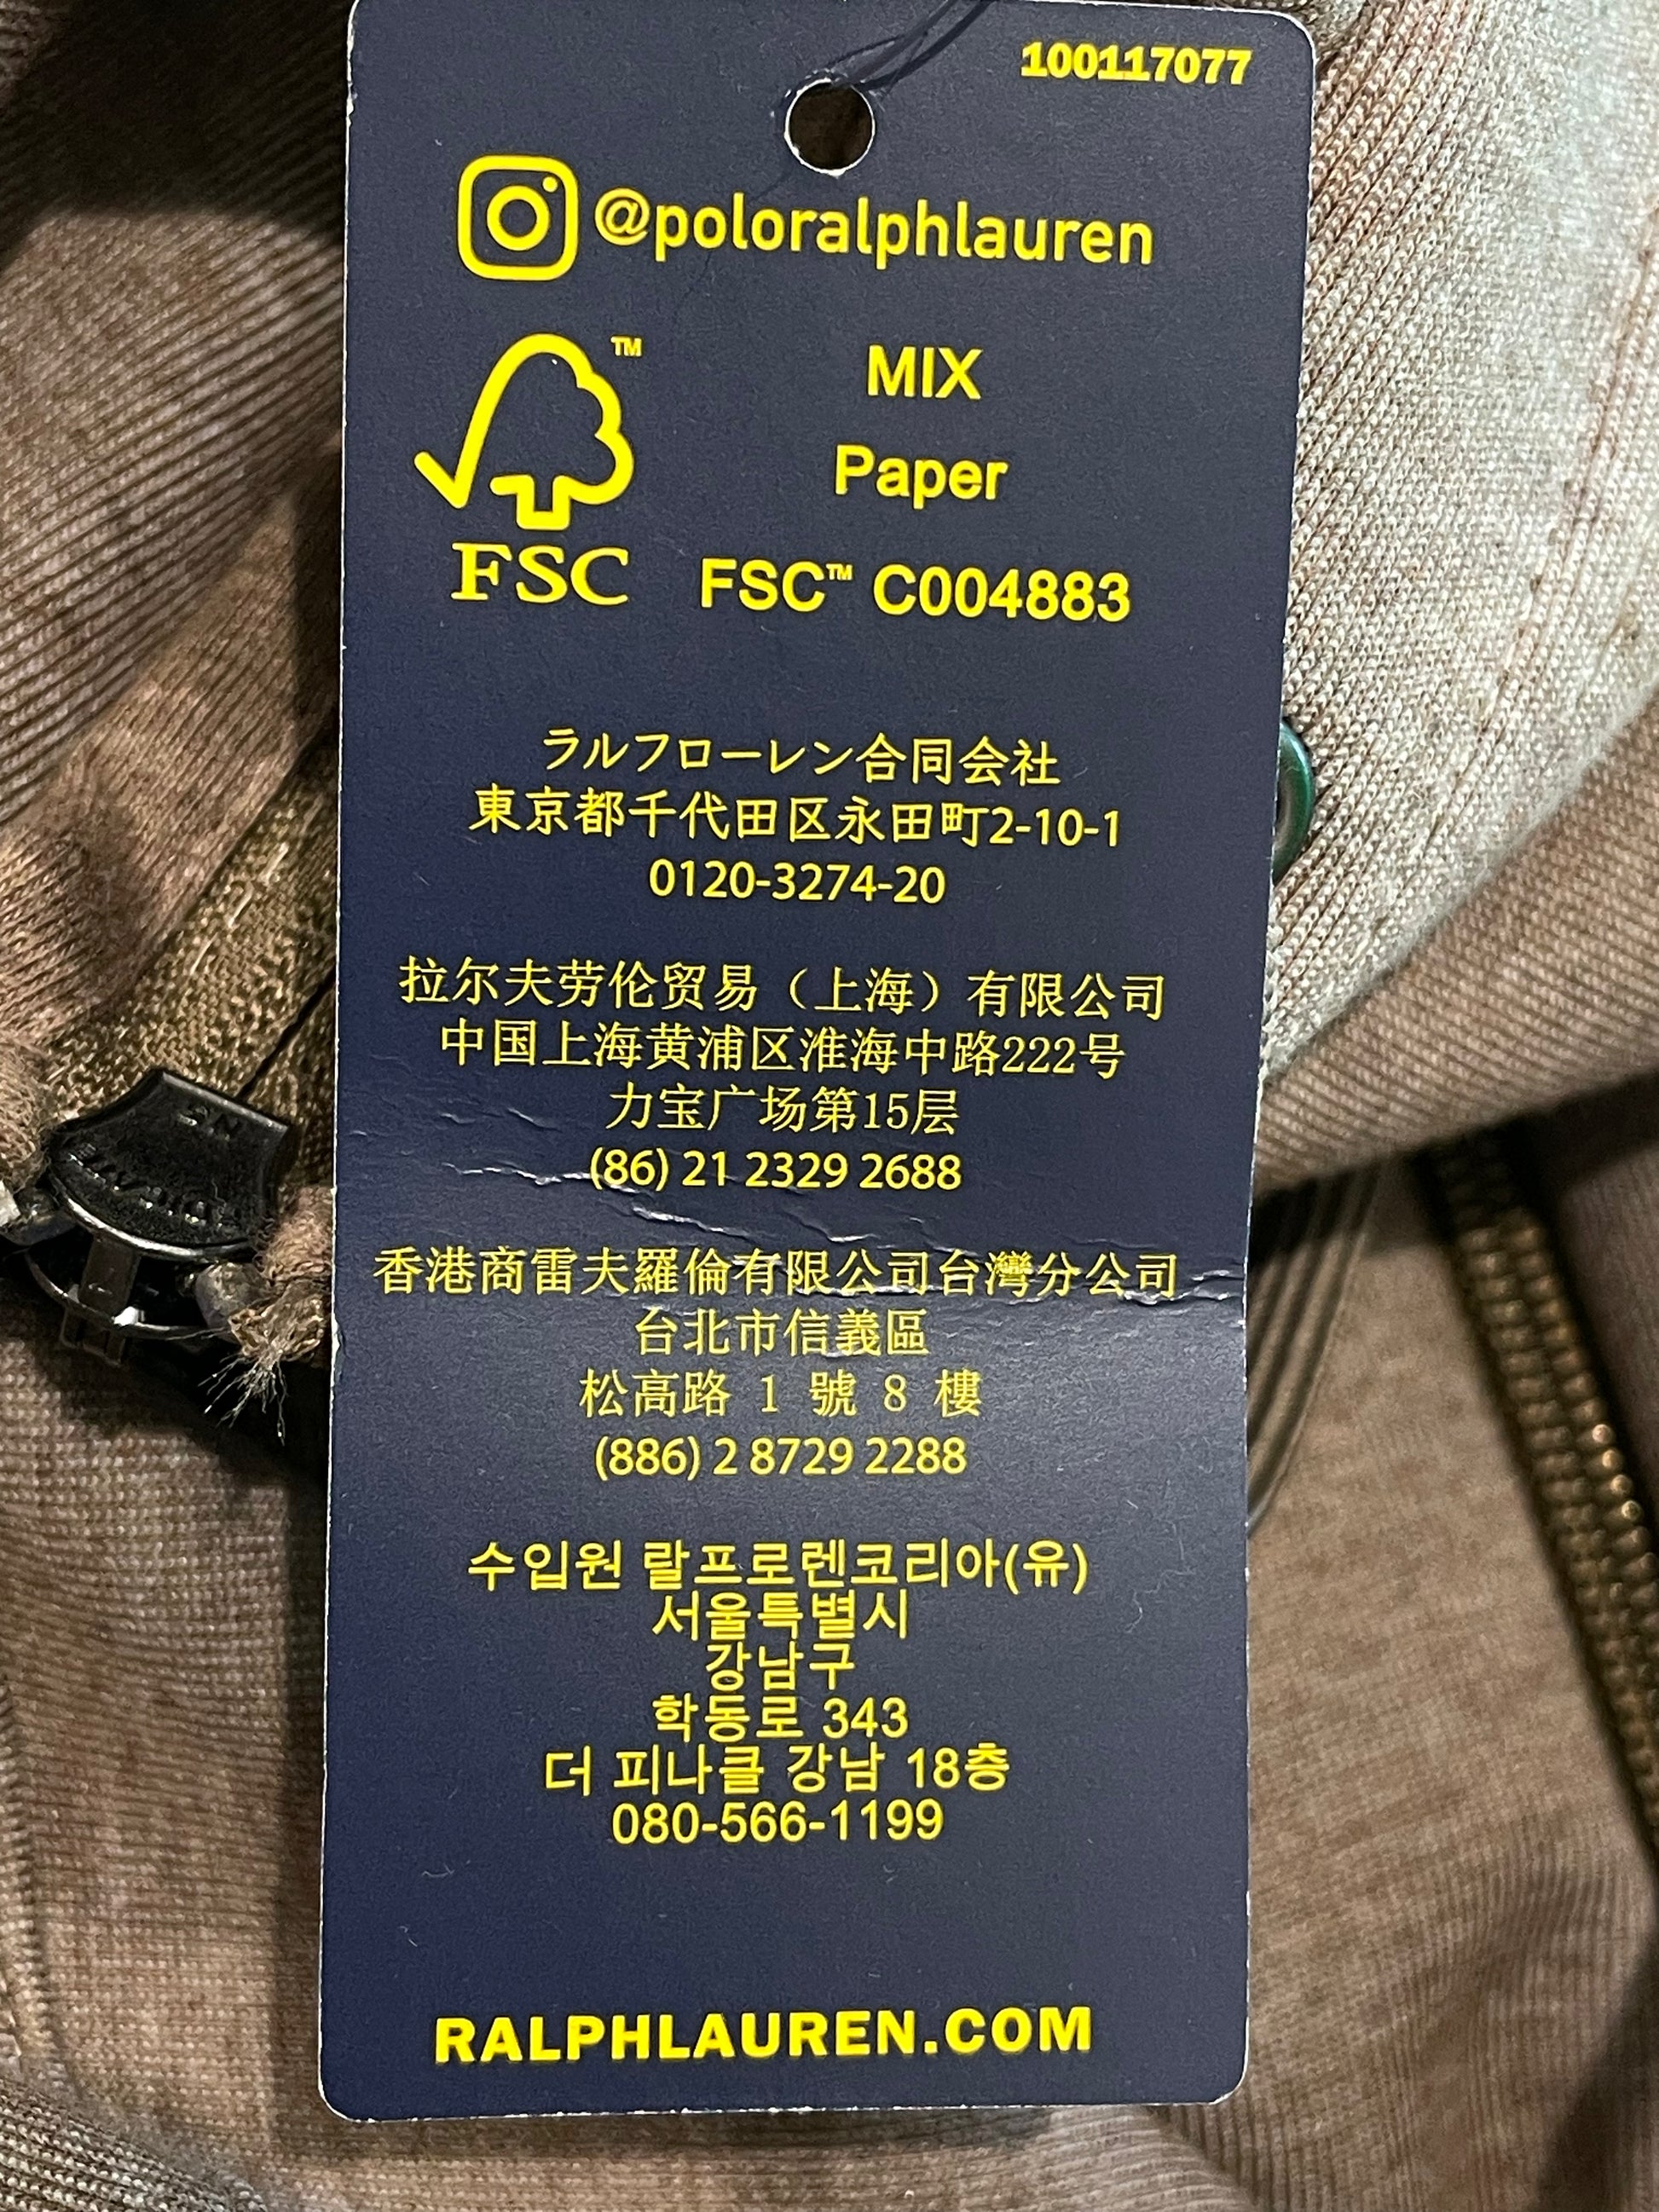 100117077
@poloralphlauren
TM
MIX
Paper
FSC
FSC™ C004883
ラルフローレン合同会社
東京都千代田区永田町2-10-1
0120-3274-20
拉尔夫劳伦贸易（上海）有限公司
中国上海黄浦区淮海中路222号
力宝广场第15层
(86) 21 2329 2688
香港商雷夫羅倫有限公司台灣分公司
台北市信義區
松高路 1 號 8 樓
(886) 2 8729 2288
수입원 랄프로렌코리아(유)
서울특별시
강남구
학동로 343
더 피나클 강남 18층
080-566-1199
RALPHLAUREN.COM